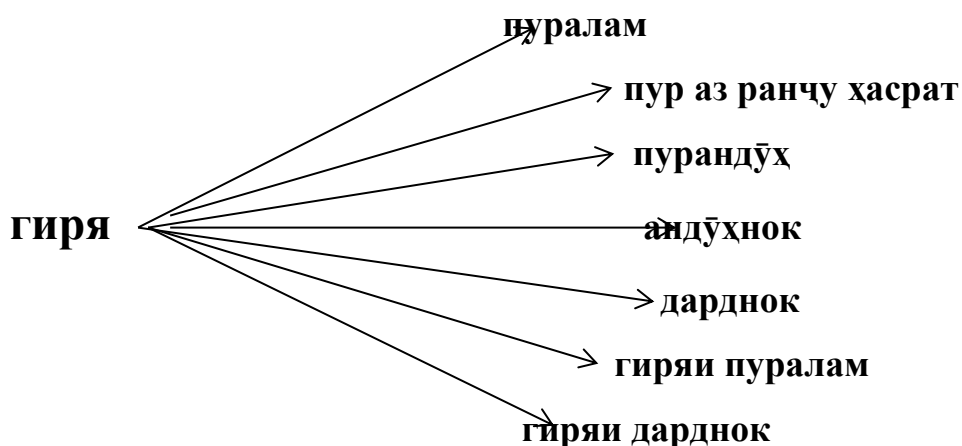 пуралам
пур аз ранҷу ҳасрат
пурандӯҳ
гиря
андӯҳнок
дарднок
гиряи пуралам
гиряи дарднок